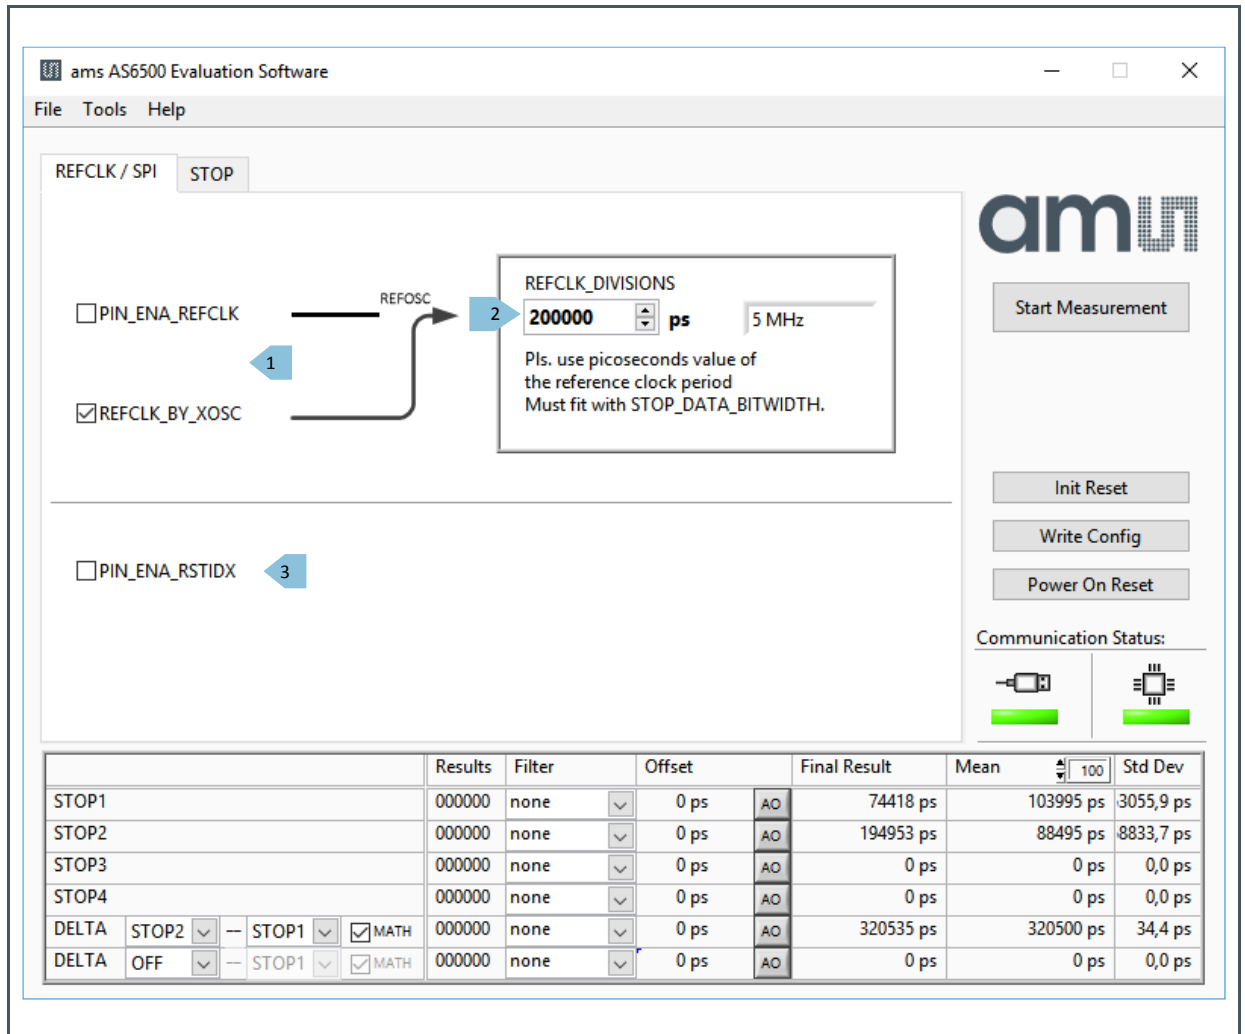 ams AS6500 Evaluation Software
File Tools Help
REFCLK / SPI STOP
am
PIN_ENA_REFCLK
REFOSC
1
REFCLK_BY_XOSC
2
REFCLK_DIVISIONS
200000 ps 5 MHz
Pls. use picoseconds value of
the reference clock period
Must fit with STOP_DATA_BITWIDTH.
Start Measurement
PIN_ENA_RSTIDX 3
Init Reset
Write Config
Power On Reset
Communication Status:
Results Filter Offset Final Result Mean 100 Std Dev
STOP1 000000 none 0 ps AO 74418 ps 103995 ps 3055,9 ps
STOP2 000000 none 0 ps AO 194953 ps 88495 ps 8833,7 ps
STOP3 000000 none 0 ps AO 0 ps 0 ps 0,0 ps
STOP4 000000 none 0 ps AO 0 ps 0 ps 0,0 ps
DELTA STOP2 -- STOP1 MATH 000000 none 0 ps AO 320535 ps 320500 ps 34,4 ps
DELTA OFF -- STOP1 MATH 000000 none 0 ps AO 0 ps 0 ps 0,0 ps